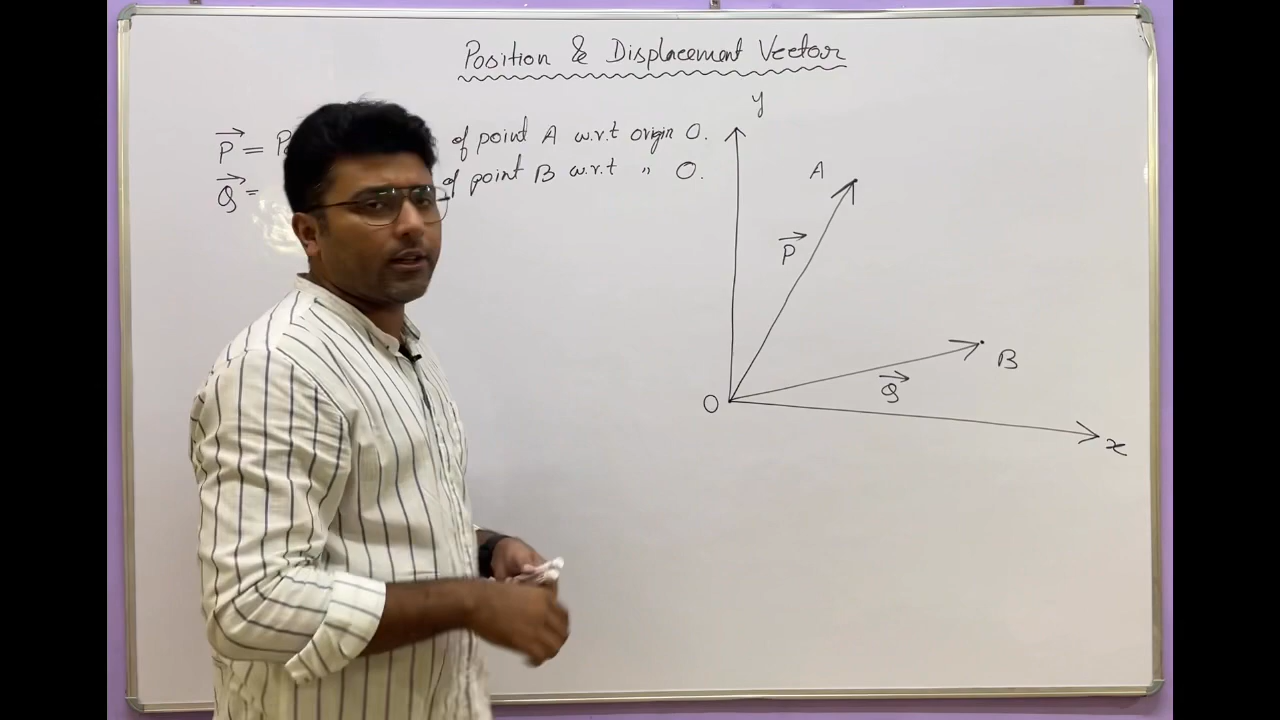 Position & Displacement Vector
P = of point A w.r.t origin O.
Q = of point B w.r.t " O.
y
A
P
B
Q
O
x